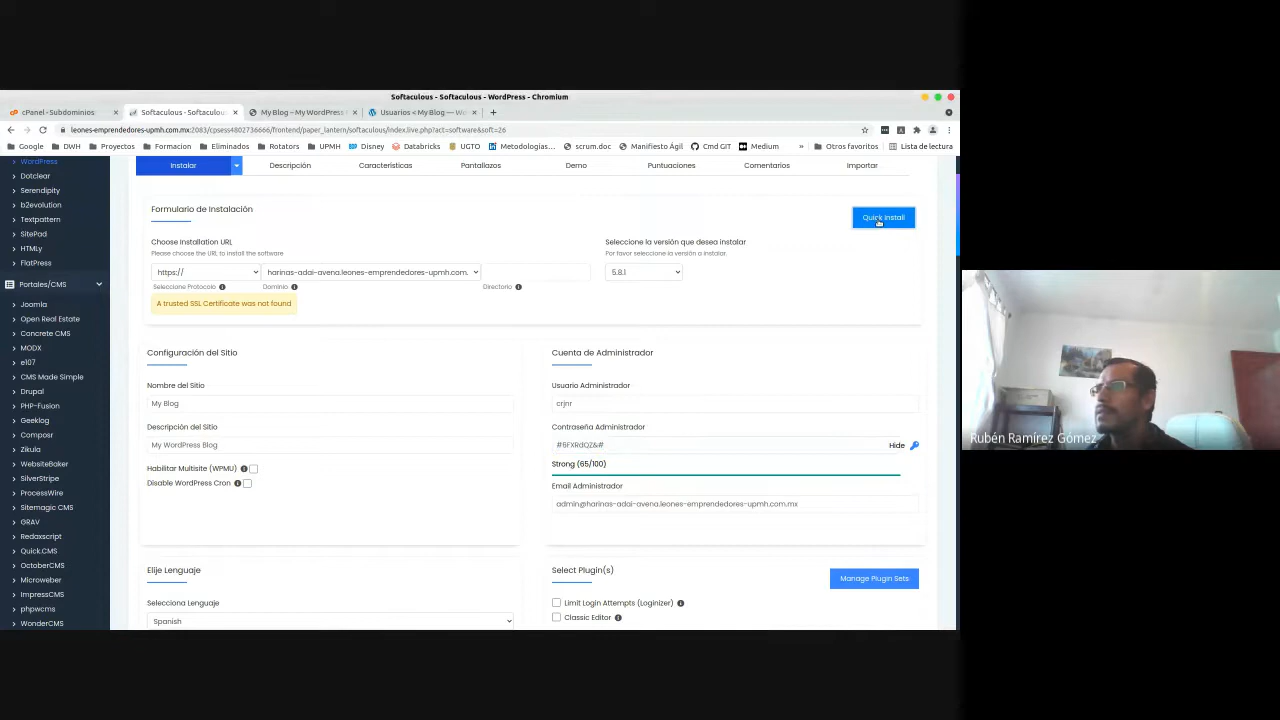 Softaculous - Softaculous - WordPress - Chromium
cPanel - Subdominios
Softaculous - Softaculou
My Blog – My WordPress
Usuarios < My Blog — W
leones-emprendedores-upmh.com.mx:2083/cpsess4802736666/frontend/paper_lantern/softaculous/index.live.php?act=software&soft=26
Google
DWH
Proyectos
Formacion
Eliminados
Rotators
UPMH
Disney
Databricks
UGTO
Metodologias...
scrum.doc
Manifiesto Ágil
Cmd GIT
Medium
»
Otros favoritos
Lista de lectura
WordPress
Dotclear
Serendipity
b2evolution
Textpattern
SitePad
HTMLy
FlatPress
Portales/CMS
Joomla
Open Real Estate
Concrete CMS
MODX
e107
CMS Made Simple
Drupal
PHP-Fusion
Geeklog
Composr
Zikula
WebsiteBaker
SilverStripe
ProcessWire
Sitemagic CMS
GRAV
Redaxscript
Quick.CMS
OctoberCMS
Microweber
ImpressCMS
phpwcms
WonderCMS
Instalar
Descripción
Características
Pantallazos
Demo
Puntuaciones
Comentarios
Importar
Formulario de Instalación
Quick Install
Choose Installation URL
Please choose the URL to install the software
https://
harinas-adai-avena.leones-emprendedores-upmh.com.
Seleccione Protocolo
Dominio
Directorio
A trusted SSL Certificate was not found
Seleccione la versión que desea instalar
Por favor seleccione la versión a instalar.
5.8.1
Configuración del Sitio
Nombre del Sitio
My Blog
Descripción del Sitio
My WordPress Blog
Habilitar Multisite (WPMU)
Disable WordPress Cron
Cuenta de Administrador
Usuario Administrador
crjnr
Contraseña Administrador
#6FXRdQZ&#
Hide
Strong (65/100)
Email Administrador
admin@harinas-adai-avena.leones-emprendedores-upmh.com.mx
Elije Lenguaje
Selecciona Lenguaje
Spanish
Select Plugin(s)
Manage Plugin Sets
Limit Login Attempts (Loginizer)
Classic Editor
Rubén Ramírez Gómez